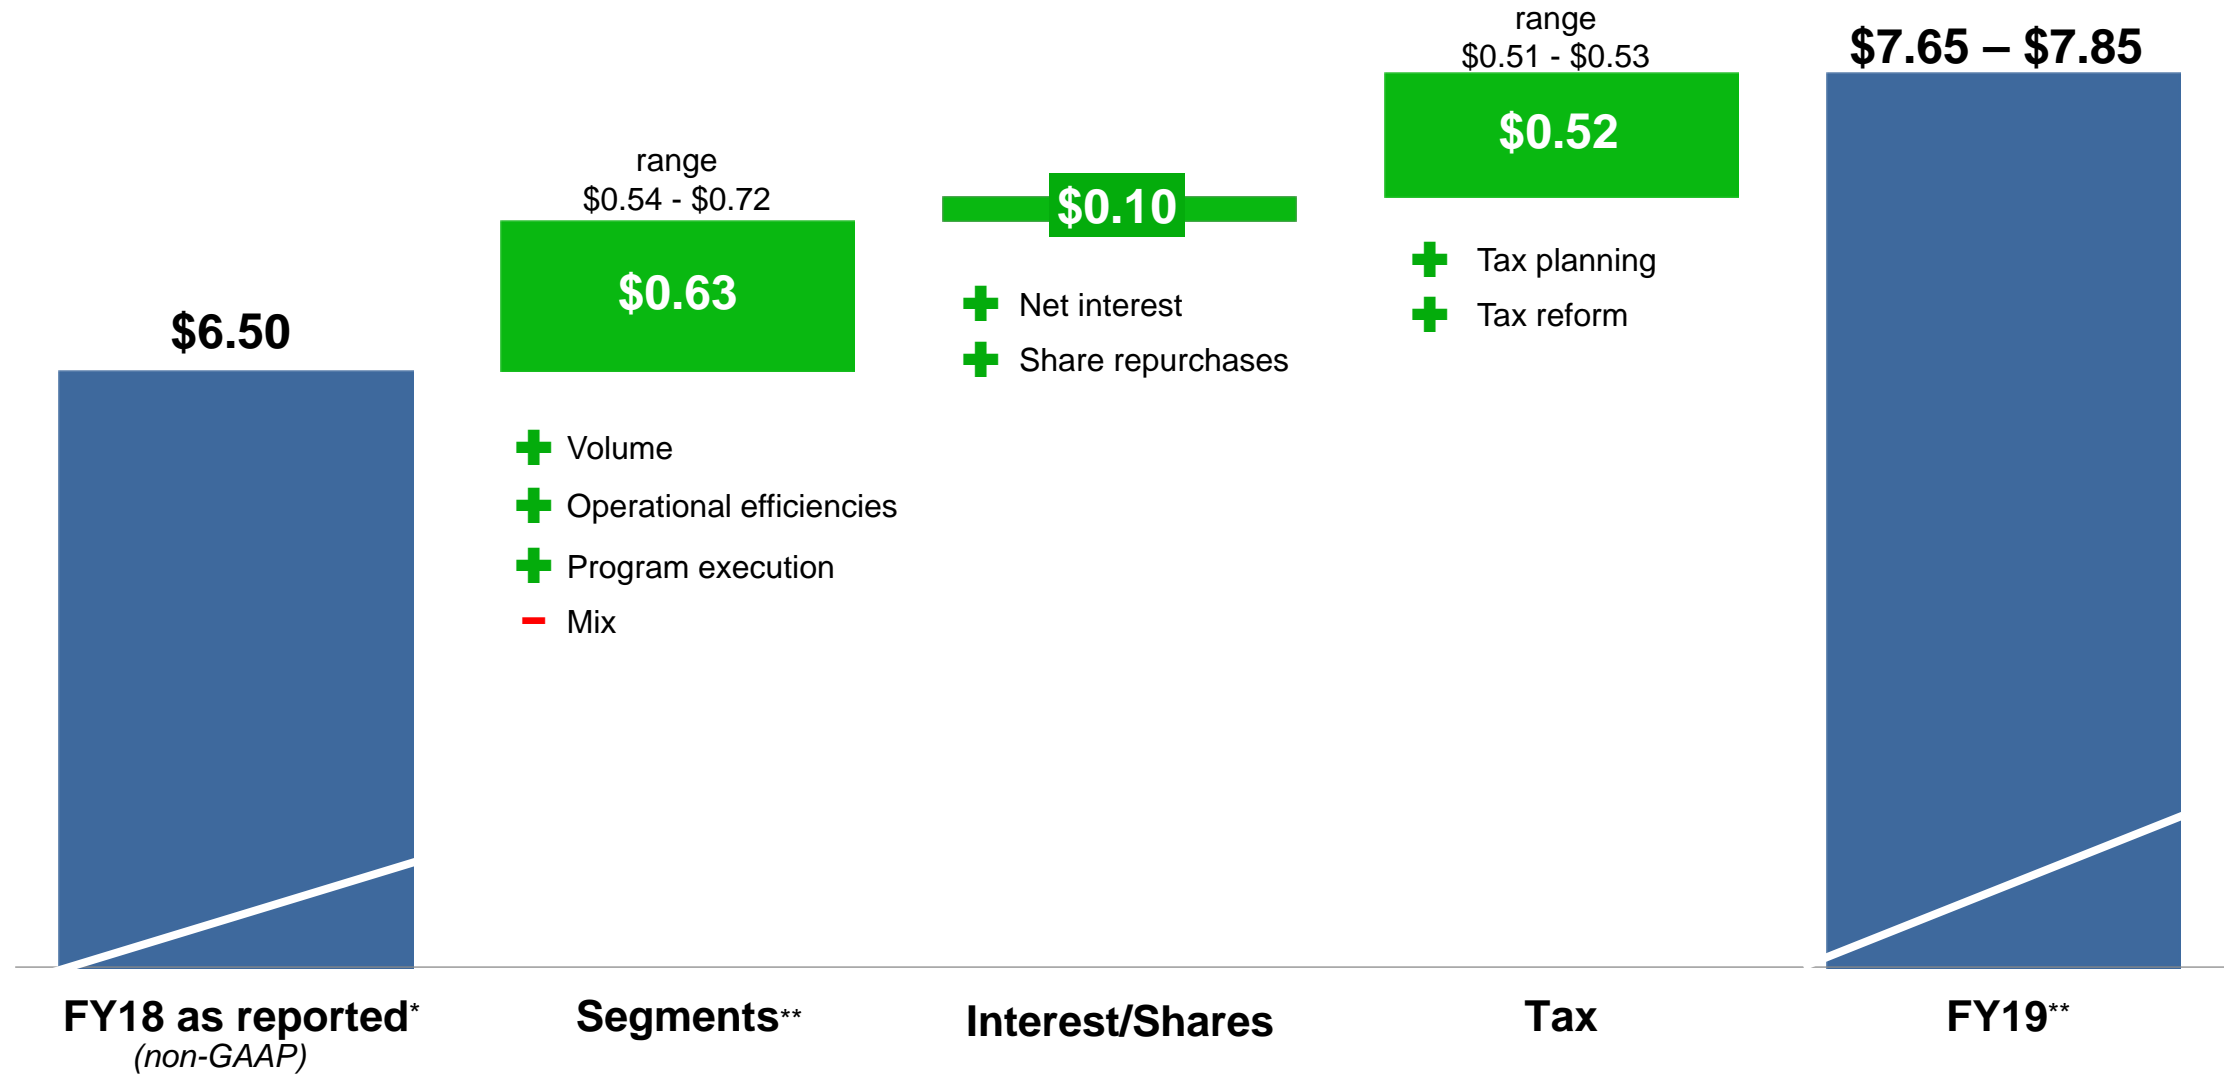 range
$0.51 - $0.53
$7.65 – $7.85
$0.52
range
$0.54 - $0.72
$0.10
$0.63
$6.50
Tax planning
Tax reform
Net interest
Share repurchases
Volume
Operational efficiencies
Program execution
Mix
FY18 as reported*
(non-GAAP)
Segments**
Interest/Shares
Tax
FY19**